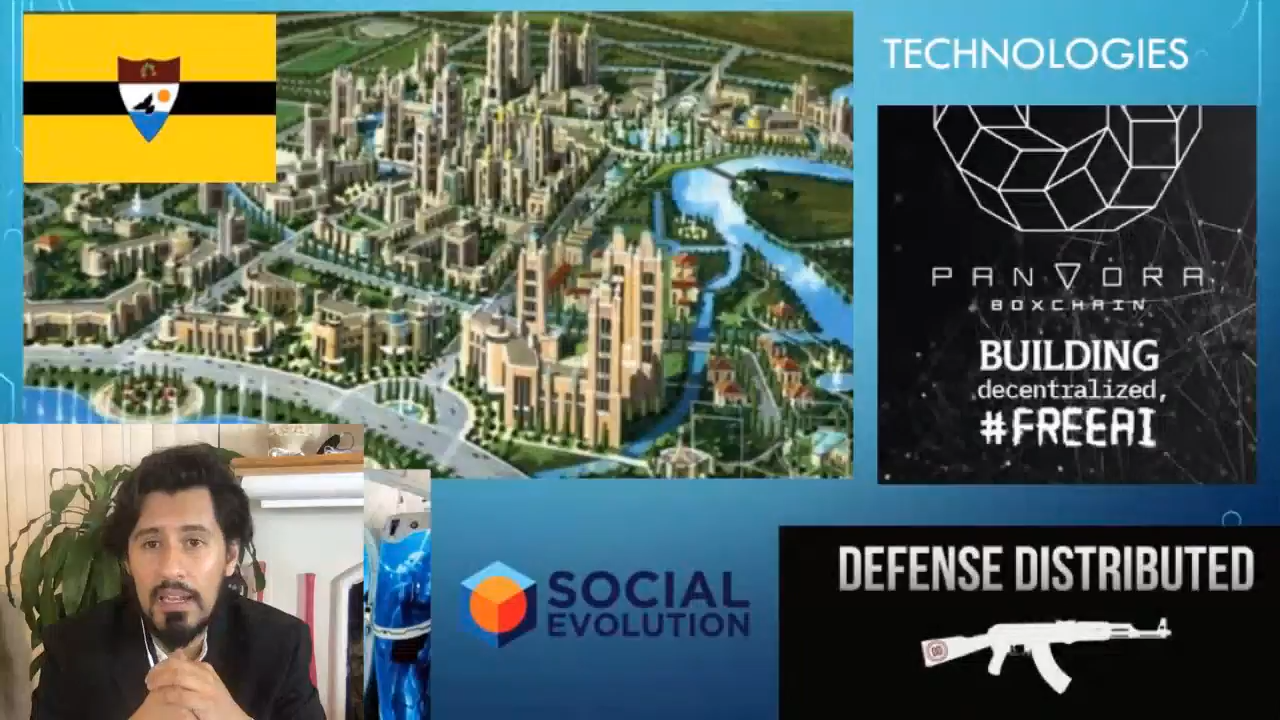 TECHNOLOGIES
PANDORA
BOXCHAIN
BUILDING
decentralized,
#FREEAI
SOCIAL
EVOLUTION
DEFENSE DISTRIBUTED